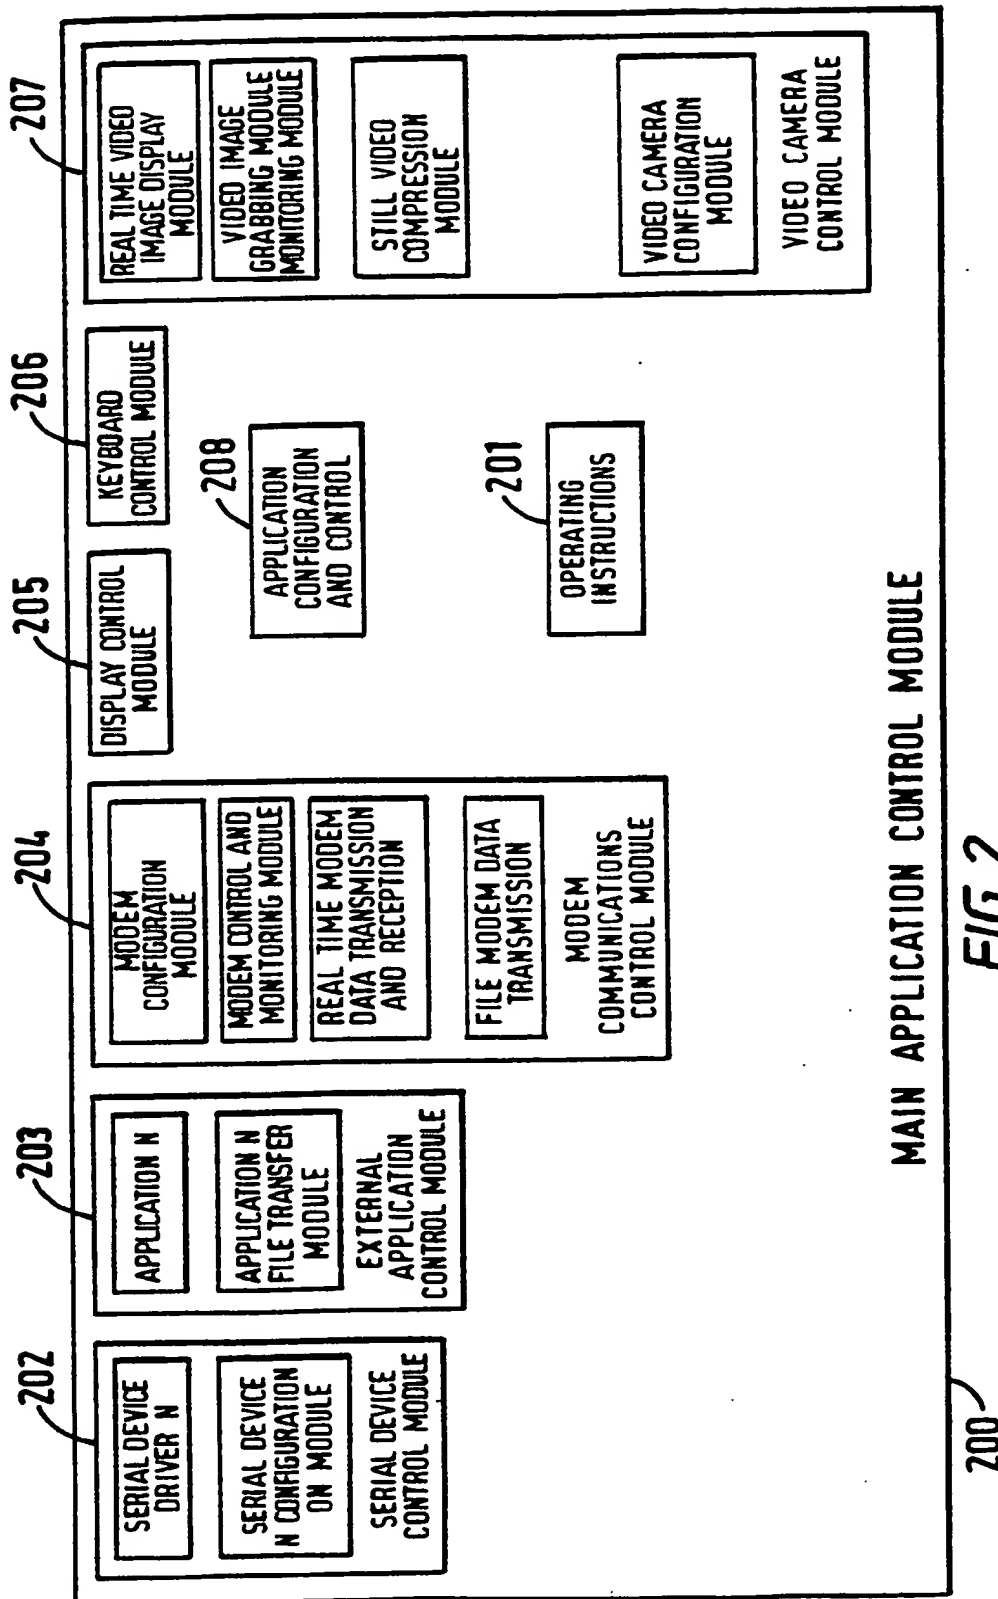 202
SERIAL DEVICE
DRIVER N
SERIAL DEVICE
N CONFIGURATION
ON MODULE
SERIAL DEVICE
CONTROL MODULE
203
APPLICATION N
APPLICATION N
FILE TRANSFER
MODULE
EXTERNAL
APPLICATION
CONTROL MODULE
204
MODEM
CONFIGURATION
MODULE
MODEM CONTROL AND
MONITORING MODULE
REAL TIME MODEM
DATA TRANSMISSION
AND RECEPTION
FILE MODEM DATA
TRANSMISSION
MODEM
COMMUNICATIONS
CONTROL MODULE
205
DISPLAY CONTROL
MODULE
206
KEYBOARD
CONTROL MODULE
208
APPLICATION
CONFIGURATION
AND CONTROL
201
OPERATING
INSTRUCTIONS
207
REAL TIME VIDEO
IMAGE DISPLAY
MODULE
VIDEO IMAGE
GRABBING MODULE
MONITORING MODULE
STILL VIDEO
COMPRESSION
MODULE
VIDEO CAMERA
CONFIGURATION
MODULE
VIDEO CAMERA
CONTROL MODULE
MAIN APPLICATION CONTROL MODULE
200
FIG. 2